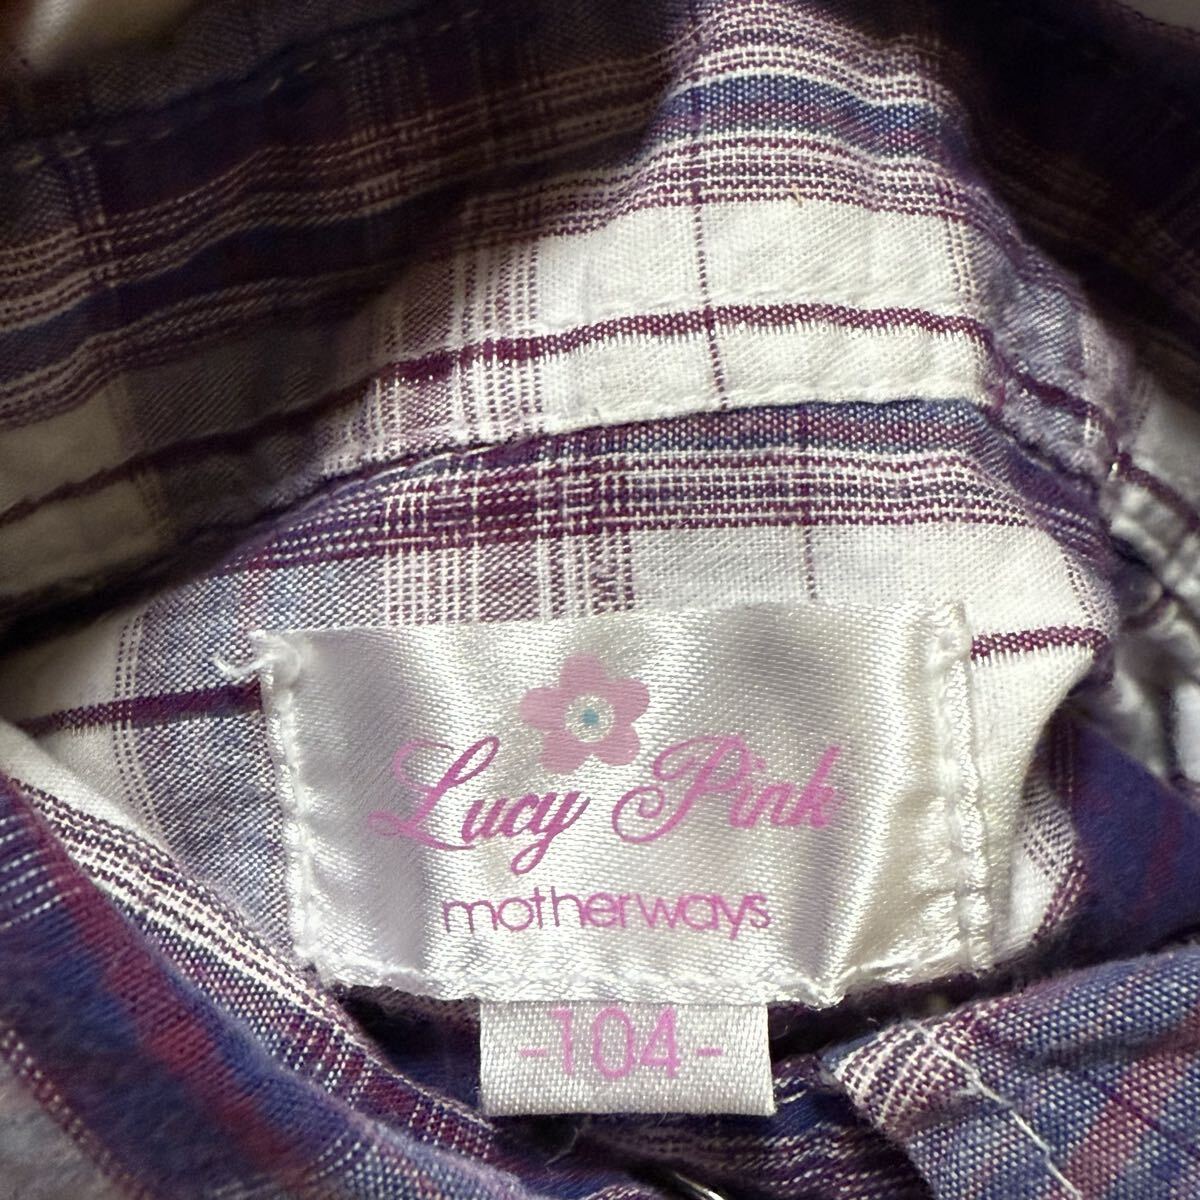 Lucy Pink
motherways
-104-